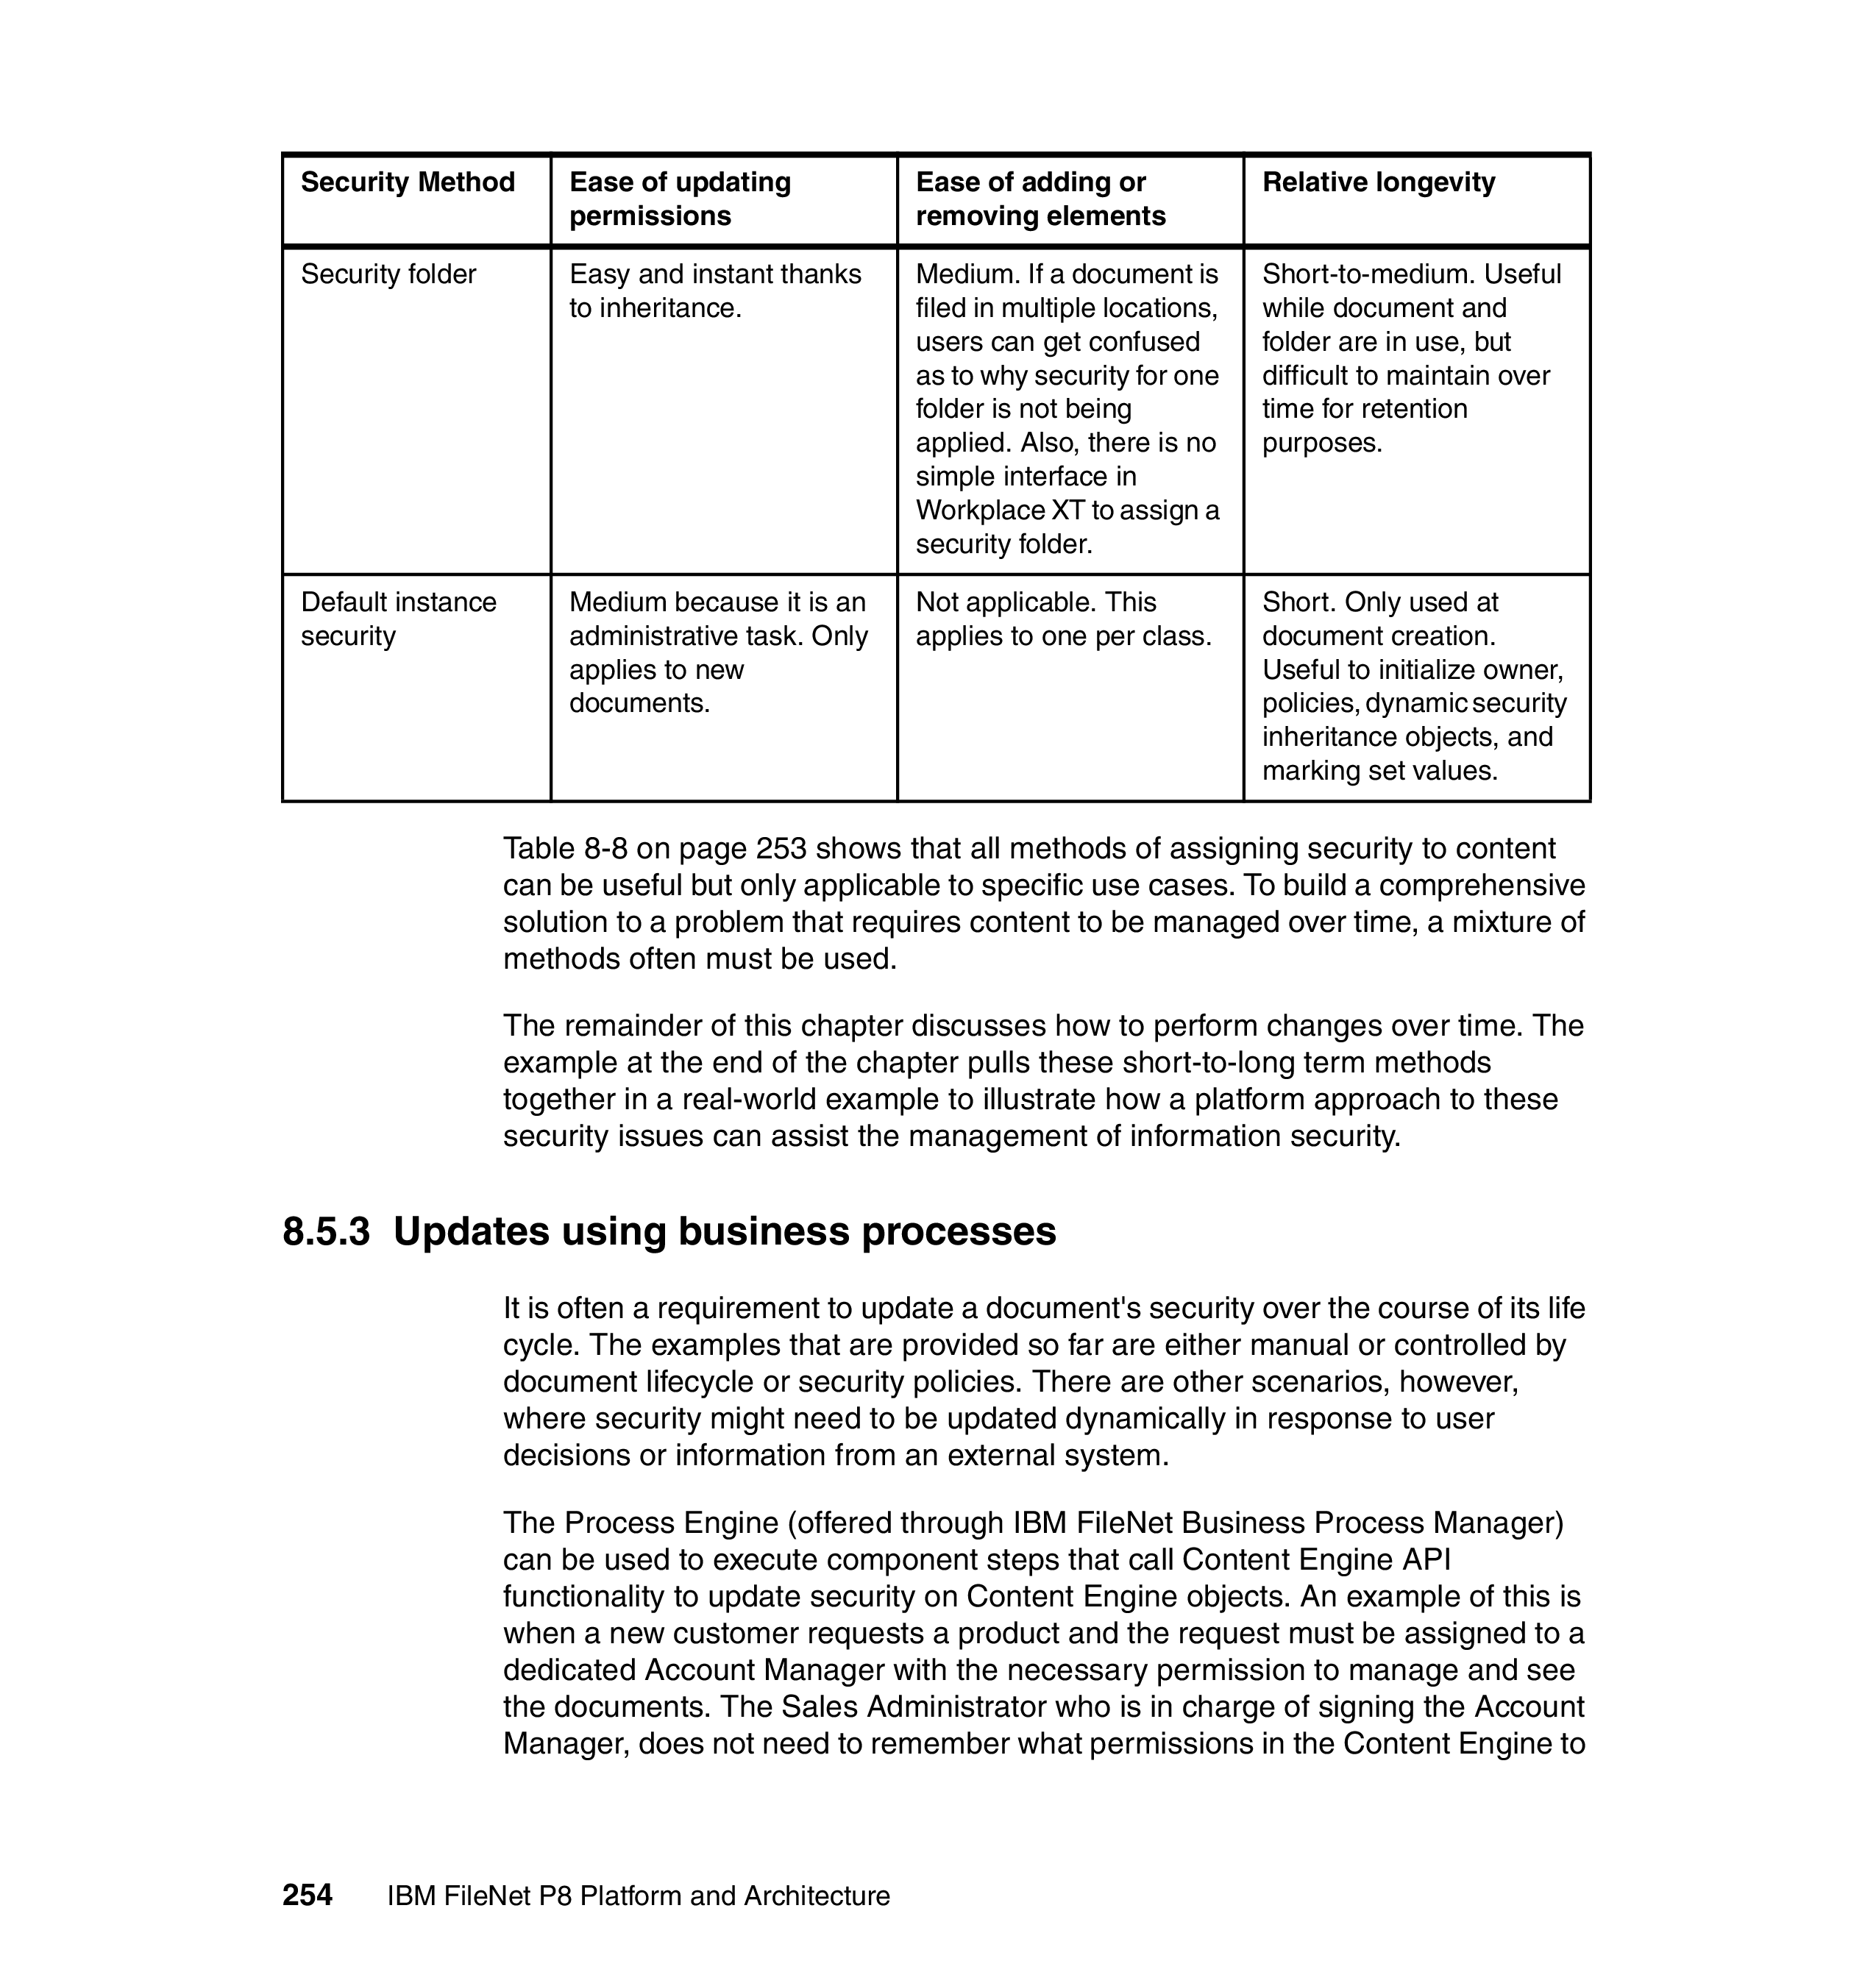 Security Method
Ease of updating
permissions
Ease of adding or
removing elements
Relative longevity
Security folder
Easy and instant thanks
to inheritance.
Medium. If a document is
filed in multiple locations,
users can get confused
as to why security for one
folder is not being
applied. Also, there is no
simple interface in
Workplace XT to assign a
security folder.
Short-to-medium. Useful
while document and
folder are in use, but
difficult to maintain over
time for retention
purposes.
Default instance
security
Medium because it is an
administrative task. Only
applies to new
documents.
Not applicable. This
applies to one per class.
Short. Only used at
document creation.
Useful to initialize owner,
policies, dynamic security
inheritance objects, and
marking set values.
Table 8-8 on page 253 shows that all methods of assigning security to content
can be useful but only applicable to specific use cases. To build a comprehensive
solution to a problem that requires content to be managed over time, a mixture of
methods often must be used.
The remainder of this chapter discusses how to perform changes over time. The
example at the end of the chapter pulls these short-to-long term methods
together in a real-world example to illustrate how a platform approach to these
security issues can assist the management of information security.
8.5.3 Updates using business processes
It is often a requirement to update a document's security over the course of its life
cycle. The examples that are provided so far are either manual or controlled by
document lifecycle or security policies. There are other scenarios, however,
where security might need to be updated dynamically in response to user
decisions or information from an external system.
The Process Engine (offered through IBM FileNet Business Process Manager)
can be used to execute component steps that call Content Engine API
functionality to update security on Content Engine objects. An example of this is
when a new customer requests a product and the request must be assigned to a
dedicated Account Manager with the necessary permission to manage and see
the documents. The Sales Administrator who is in charge of signing the Account
Manager, does not need to remember what permissions in the Content Engine to
254 IBM FileNet P8 Platform and Architecture